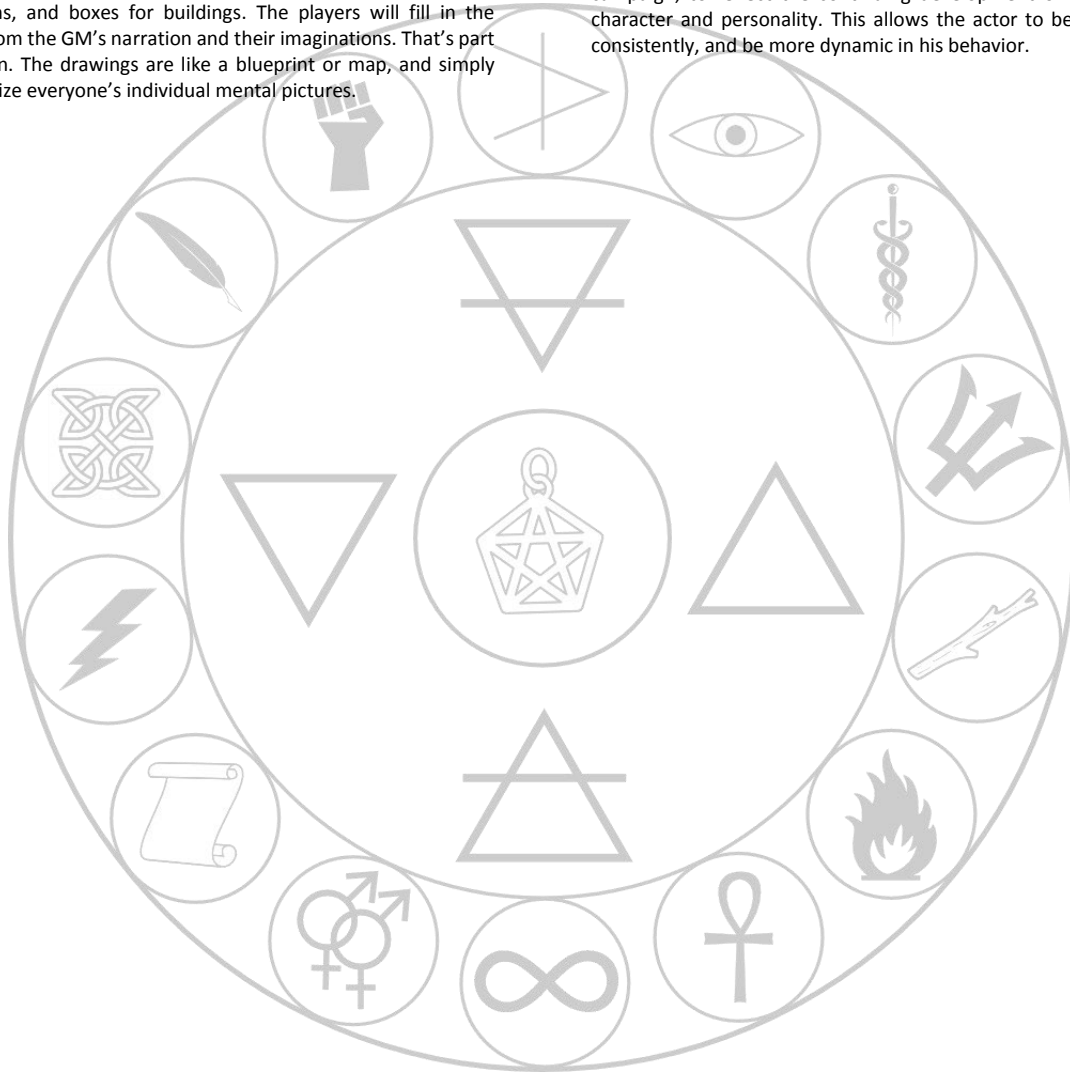 ns, and boxes for buildings. The players will fill in the
om the GM’s narration and their imaginations. That’s part
n. The drawings are like a blueprint or map, and simply
ize everyone’s individual mental pictures.
character and personality. This allows the actor to be
consistently, and be more dynamic in his behavior.